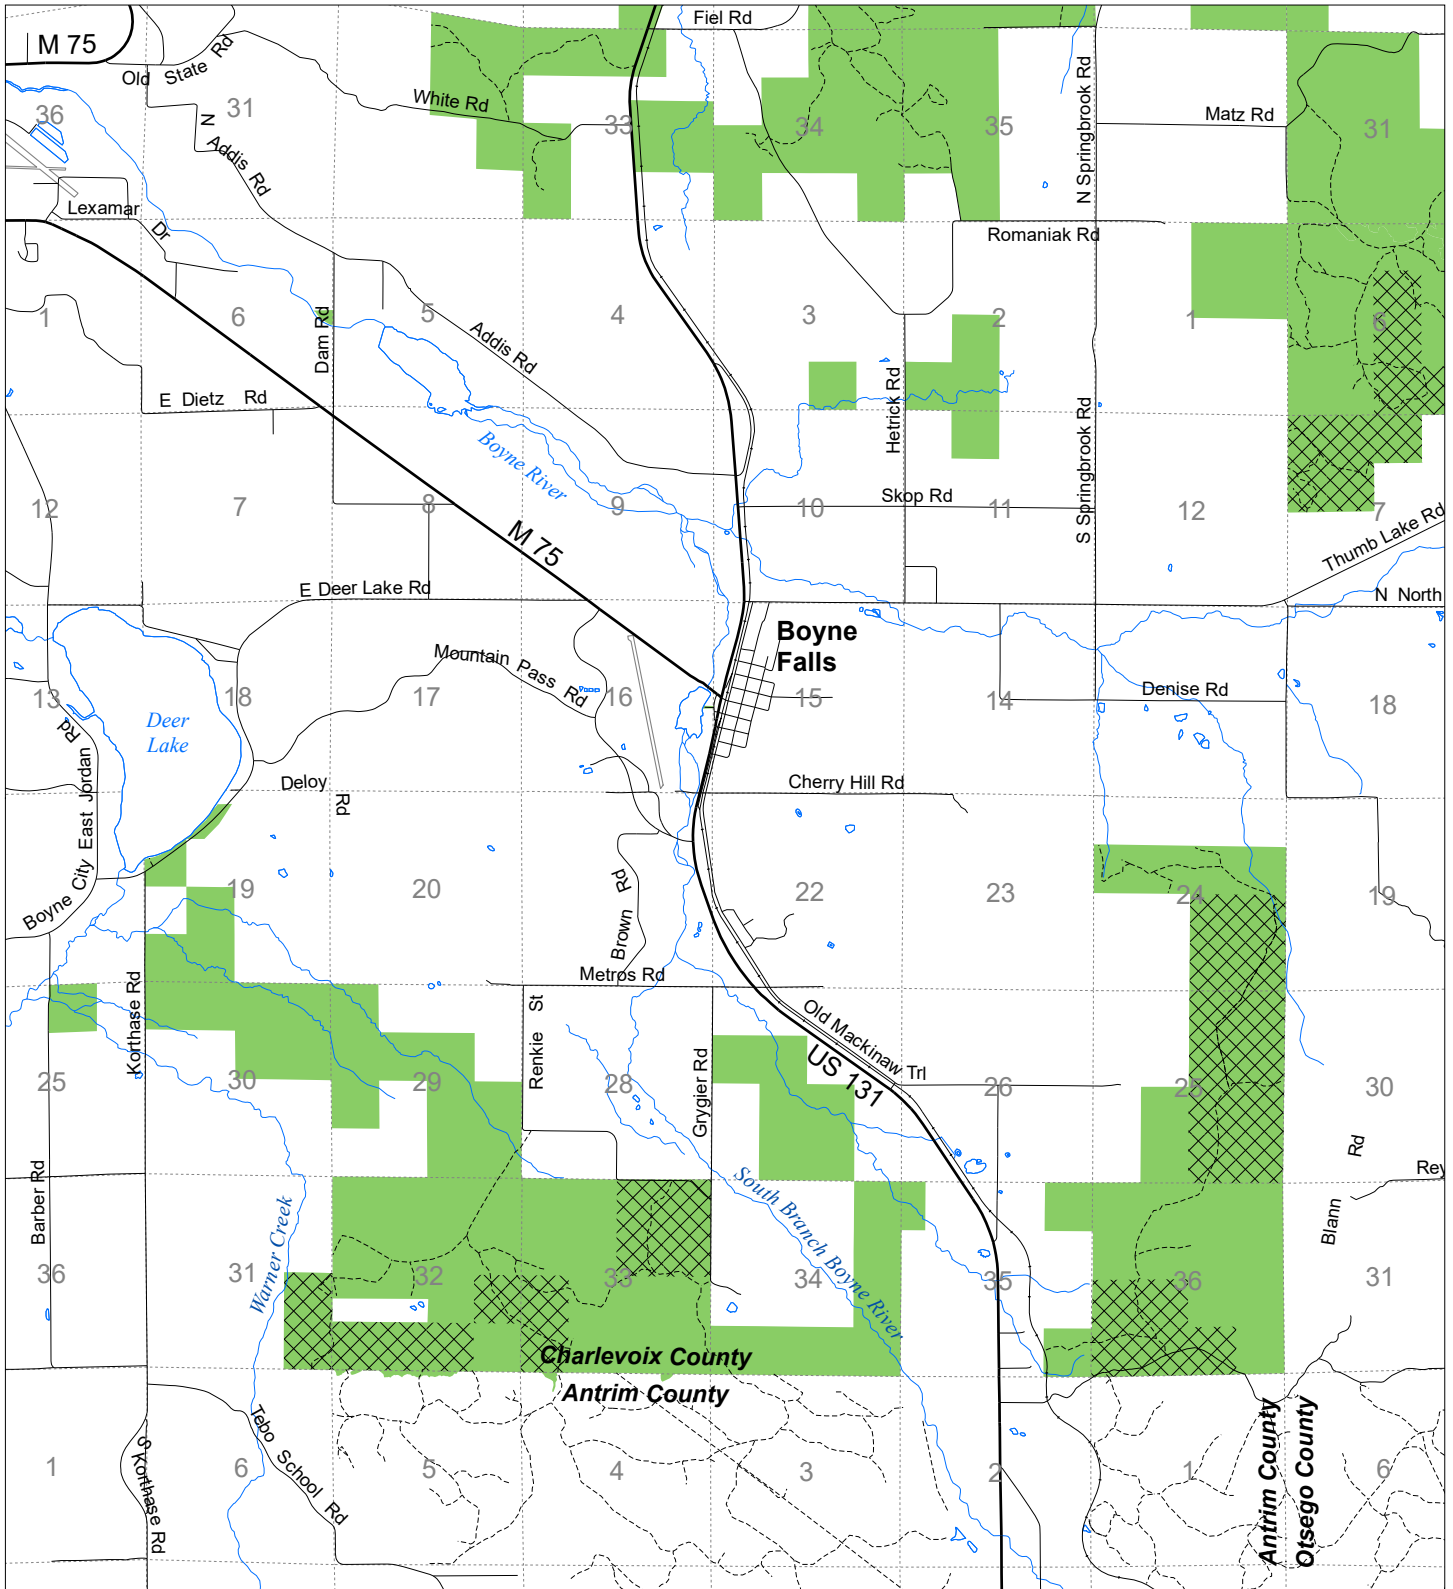 Fiel Rd
M 75
Old State Rd
White Rd
36
31
N Addis Rd
33
34
35
N Springbrook Rd
Matz Rd
31
Lexamar Dr
Romaniak Rd
1
6
Dam Rd
5
Addis Rd
4
3
2
1
6
E Dietz Rd
Hetrick Rd
S Springbrook Rd
Boyne River
12
7
8
9
10
Skop Rd
11
12
7
Thumb Lake Rd
M 75
E Deer Lake Rd
N North
Boyne
Falls
Mountain Pass Rd
13
18
17
16
15
14
Denise Rd
18
Rd
Deer
Lake
Deloy Rd
Cherry Hill Rd
Boyne City East Jordan
19
20
Brown Rd
22
23
24
19
Metros Rd
Korthase Rd
Renkie St
Old Mackinaw Trl
US 131
25
30
29
28
Grygier Rd
26
25
30
Barber Rd
Blann Rd
Rey
Warner Creek
South Branch Boyne River
36
31
32
33
34
35
36
31
Charlevoix County
Antrim County
Antrim County
Otsego County
S Korthase Rd
Tebo School Rd
1
6
5
4
3
2
1
6